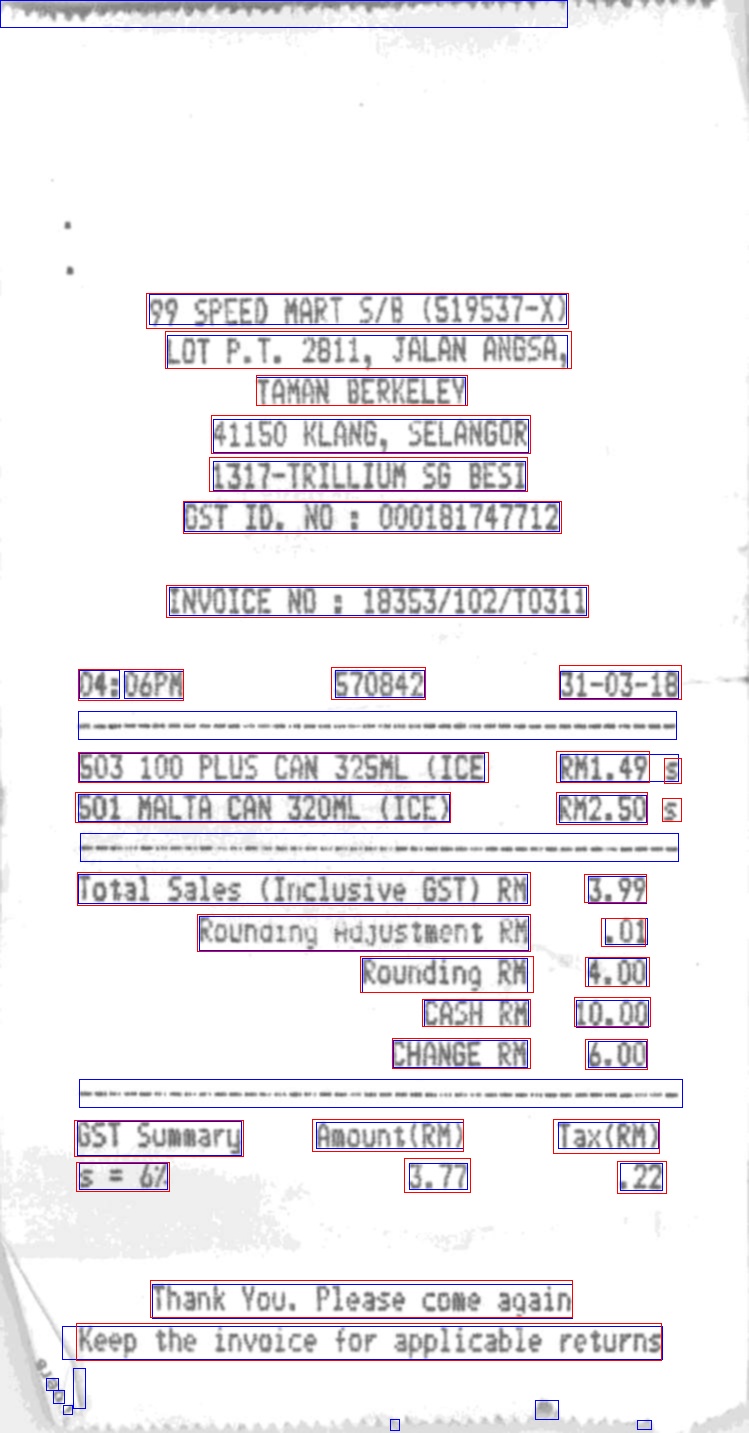 99 SPEED MART S/B (519537-X)
LOT P.T. 2811, JALAN ANGSA,
TAMAN BERKELEY
41150 KLANG, SELANGOR
1317-TRILLIUM SG BESI
GST ID. NO : 000181747712
INVOICE NO : 18353/102/T0311
04:06PM 570842 31-03-18
503 100 PLUS CAN 325ML (ICE RM1.49 s
501 MALTA CAN 320ML (ICE) RM2.50 s
Total Sales (Inclusive GST) RM 3.99
Rounding Adjustment RM .01
Rounding RM 4.00
CASH RM 10.00
CHANGE RM 6.00
GST Summary Amount(RM) Tax(RM)
s = 6% 3.77 .22
Thank You. Please come again
Keep the invoice for applicable returns